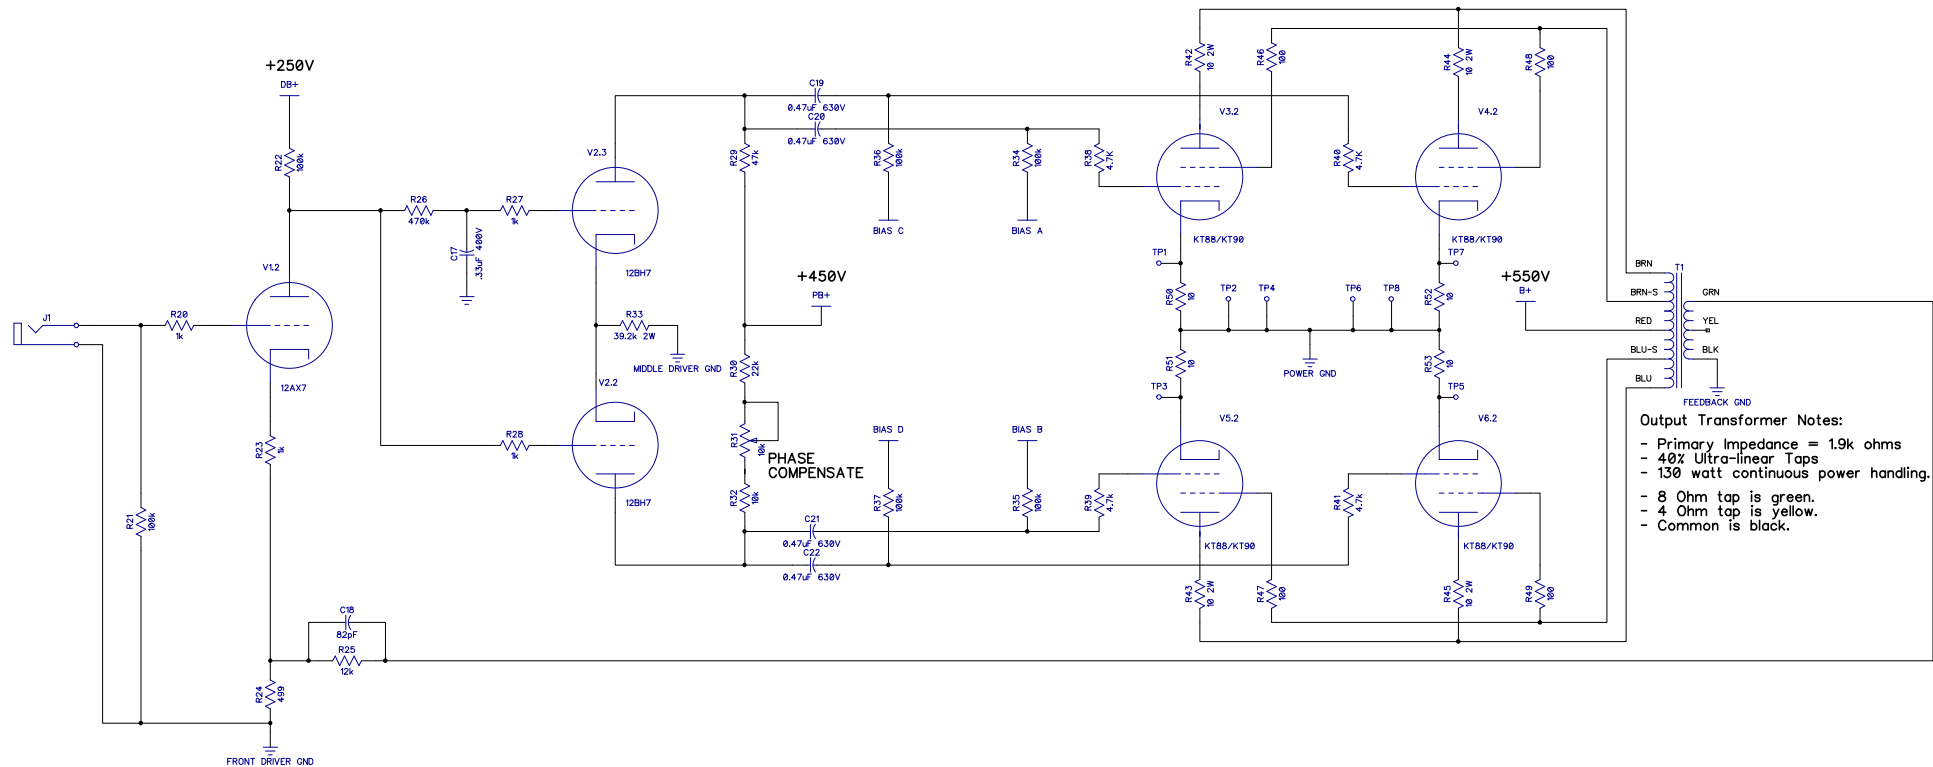 +250V
DB+
R22
100k
V1.2
12AX7
J1
R20
1k
R21
100k
R23
1k
R24
499
FRONT DRIVER GND
C18
82pF
R25
12k
R26
470k
C17
.33uF 400V
R27
1k
R28
1k
V2.3
12BH7
R33
39.2k 2W
MIDDLE DRIVER GND
V2.2
12BH7
C19
0.47uF 630V
C20
0.47uF 630V
R29
47k
+450V
PB+
R30
22k
R31
10k
PHASE
COMPENSATE
R32
10k
C21
0.47uF 630V
C22
0.47uF 630V
R36
100k
BIAS C
R34
100k
BIAS A
BIAS D
R37
100k
BIAS B
R35
100k
R38
4.7K
R39
4.7k
R40
4.7K
R41
4.7k
R42
10 2W
R46
100
R44
10 2W
R48
100
V3.2
KT88/KT90
V4.2
KT88/KT90
TP1
R50
10
TP2
TP4
TP6
TP8
TP7
R52
10
POWER GND
R51
10
TP3
R53
10
TP5
V5.2
KT88/KT90
V6.2
KT88/KT90
R43
10 2W
R47
100
R45
10 2W
R49
100
+550V
B+
BRN
BRN-S
RED
BLU-S
BLU
T1
GRN
YEL
BLK
FEEDBACK GND
Output Transformer Notes:
- Primary Impedance = 1.9k ohms
- 40% Ultra-linear Taps
- 130 watt continuous power handling.
- 8 Ohm tap is green.
- 4 Ohm tap is yellow.
- Common is black.